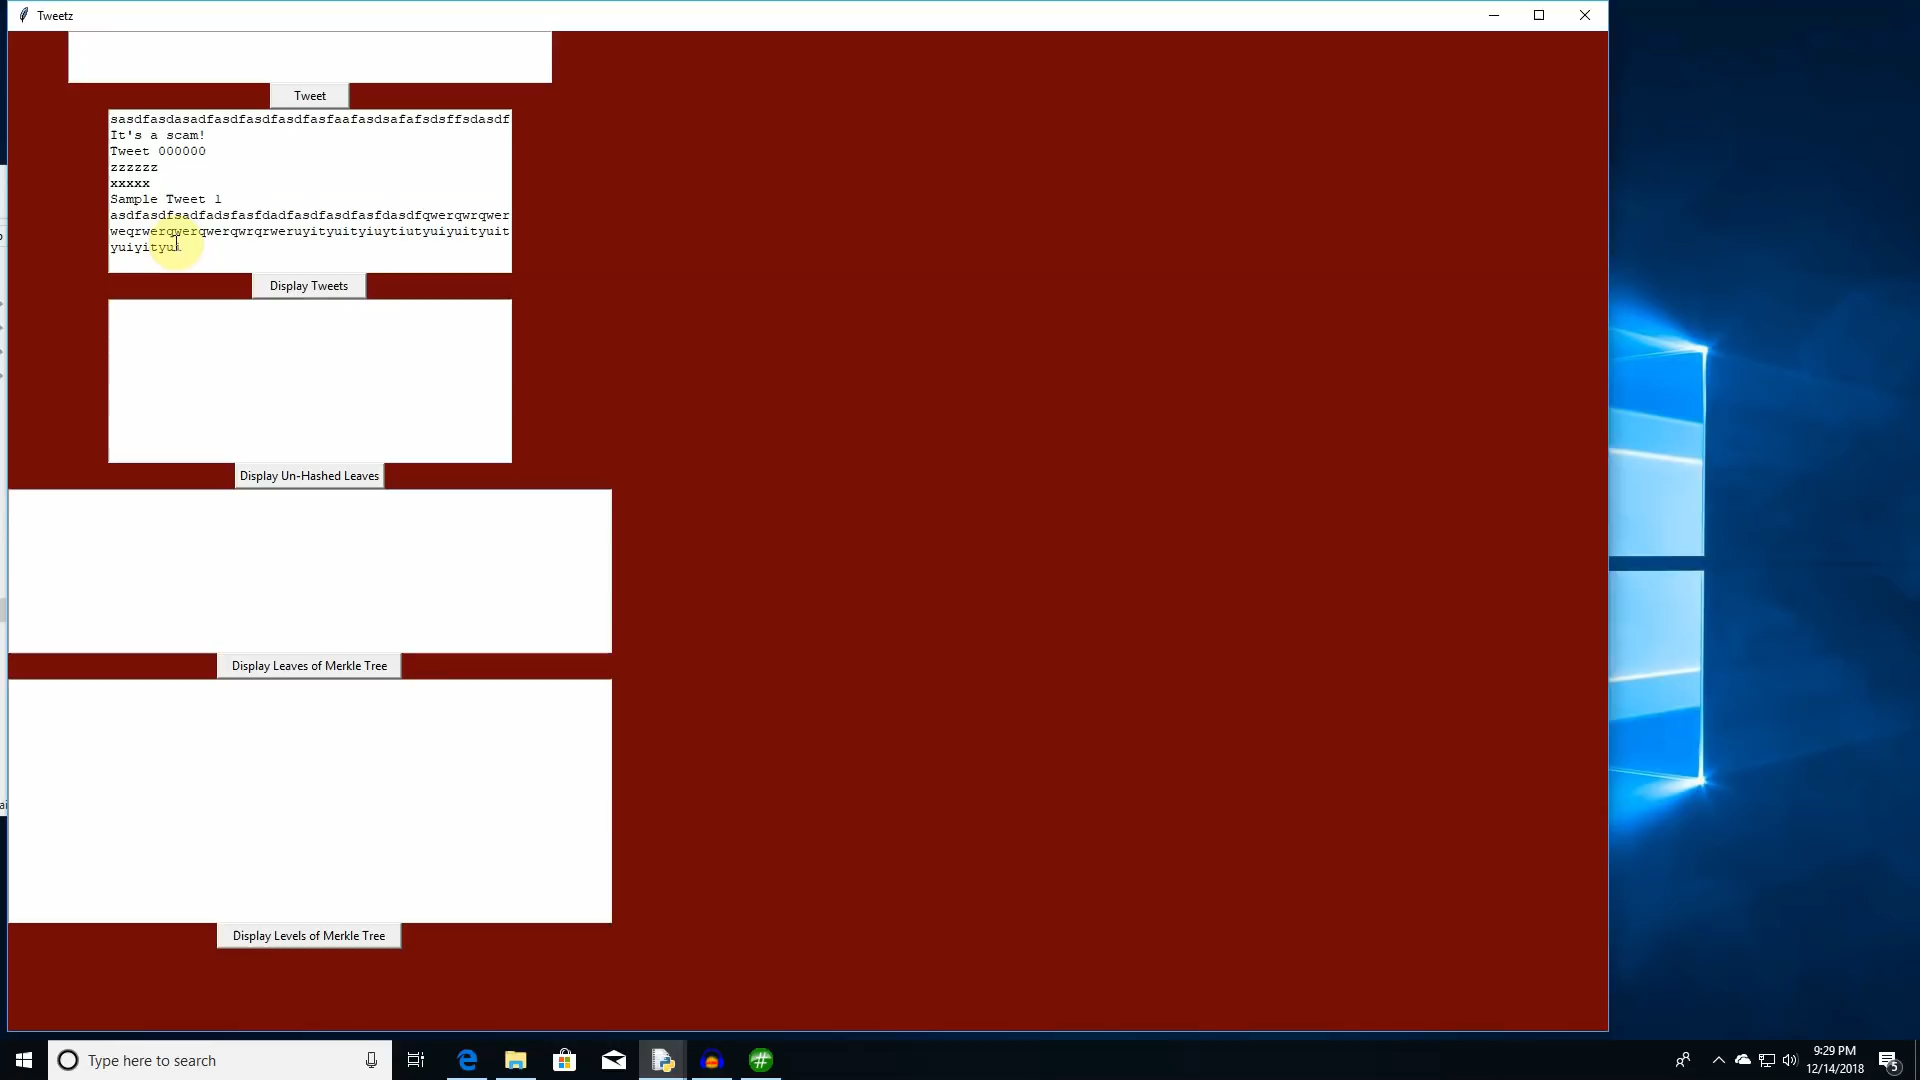 Tweetz
Tweet
sasdfasdasadfasdfasdfasdfasfaafasdsafafsdsffsdasdf
It's a scam!
Tweet 000000
zzzzzz
xxxxx
Sample Tweet 1
asdfasdfsadfadsfasfdadfasdfasdfasfdasdfqwerqwrqwer
weqrwerqwerqwerqwrqrweruyityuityiuytiutyuiyuityuit
yuiyityui
Display Tweets
Display Un-Hashed Leaves
Display Leaves of Merkle Tree
Display Levels of Merkle Tree
Type here to search
9:29 PM
12/14/2018
5